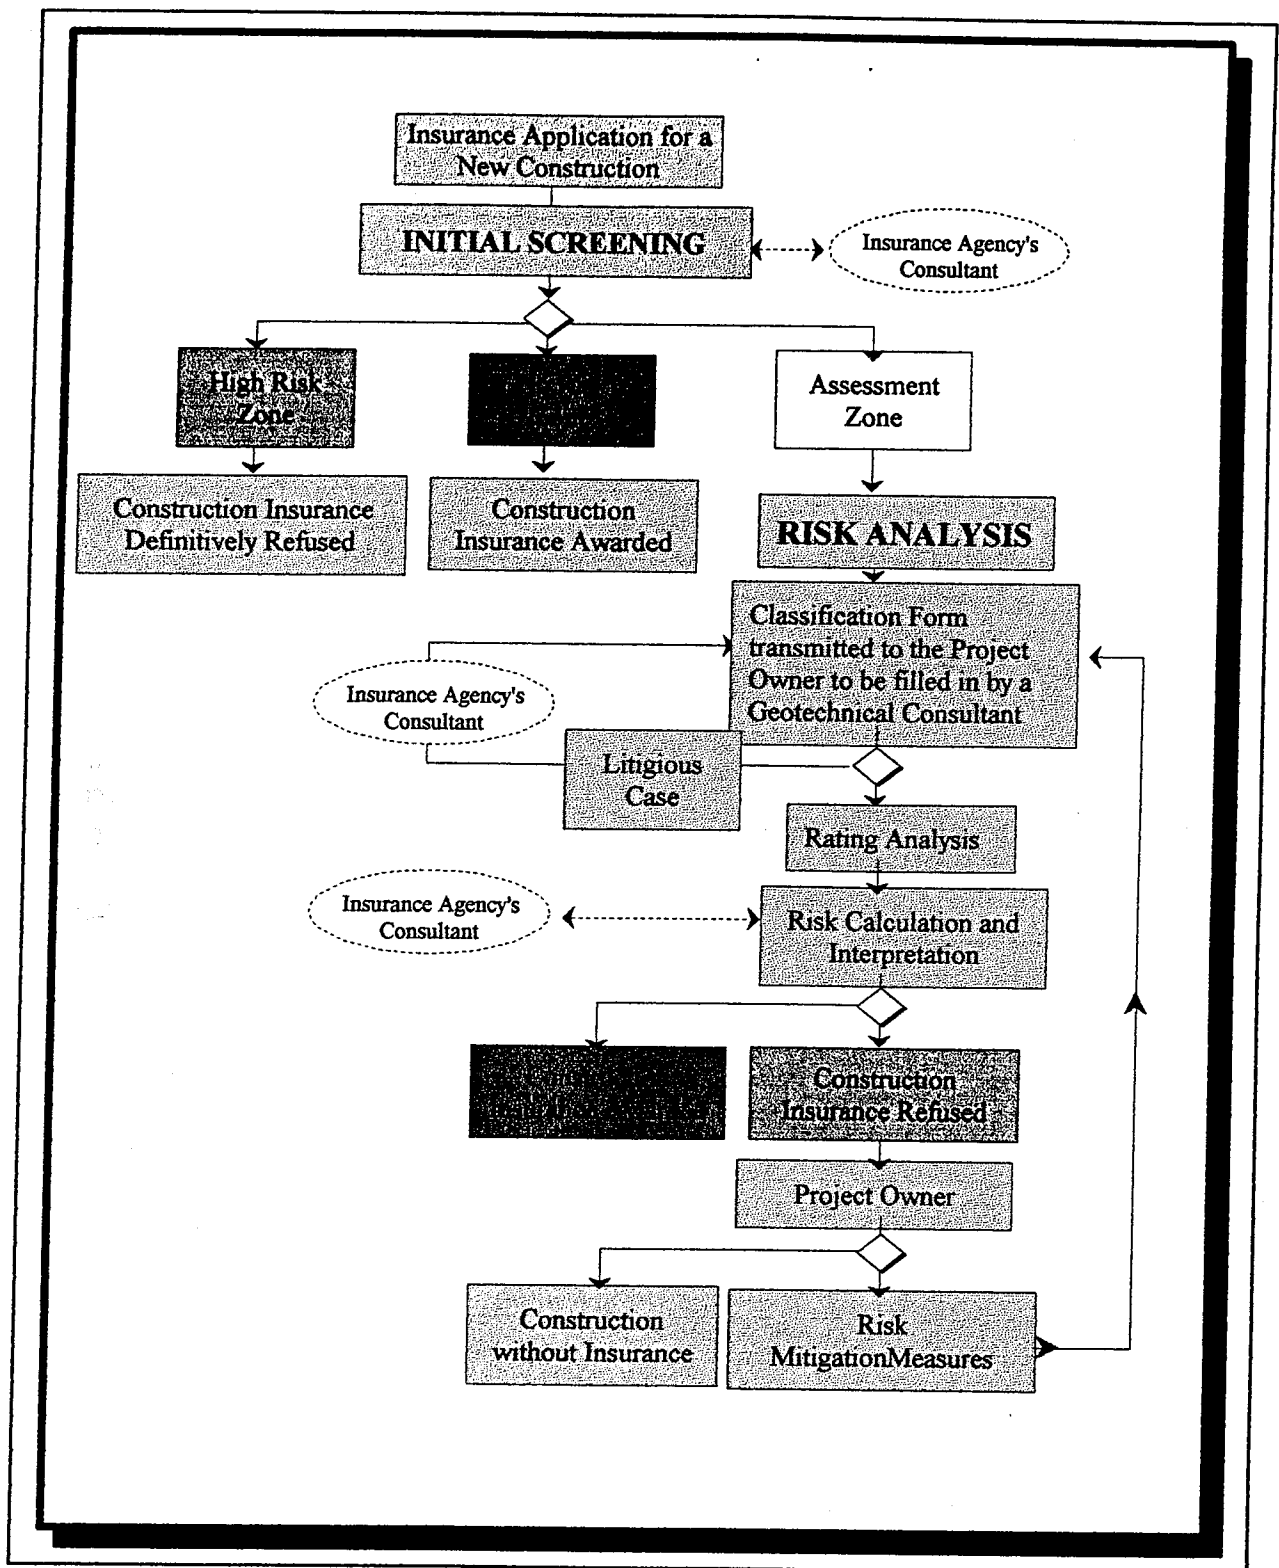 Insurance Application for a
New Construction
INITIAL SCREENING
Insurance Agency's
Consultant
High Risk
Zone
Assessment
Zone
Construction Insurance
Definitively Refused
Construction
Insurance Awarded
RISK ANALYSIS
Classification Form
transmitted to the Project
Owner to be filled in by a
Geotechnical Consultant
Insurance Agency's
Consultant
Litigious
Case
Rating Analysis
Insurance Agency's
Consultant
Risk Calculation and
Interpretation
Construction
Insurance Refused
Project Owner
Construction
without Insurance
Risk
MitigationMeasures